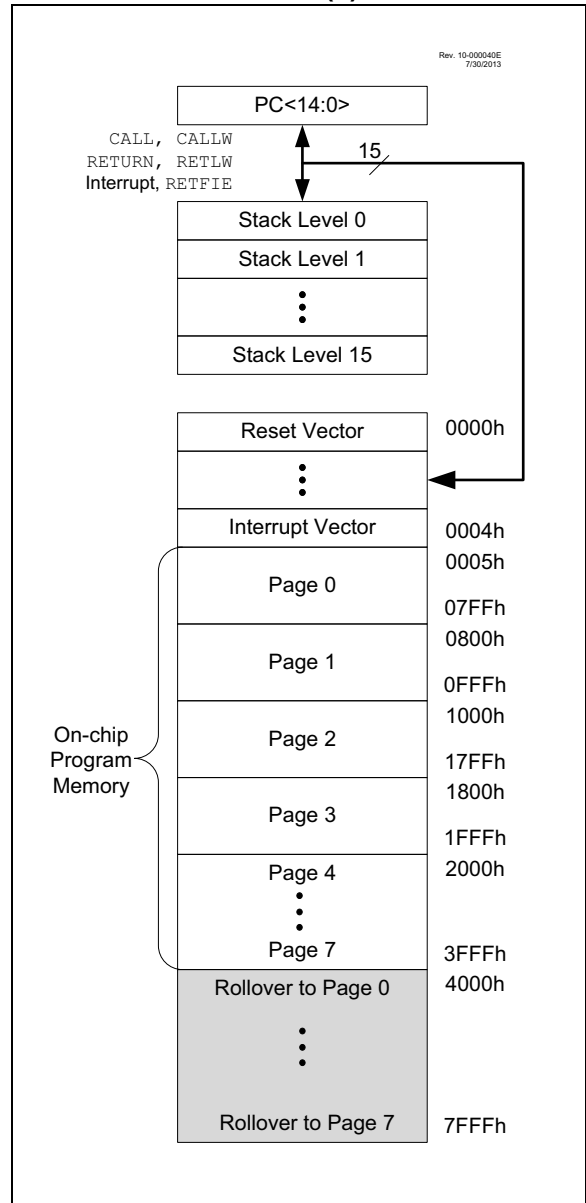 Rev. 10-000040E
7/30/2013
PC<14:0>
CALL, CALLW
RETURN, RETLW
Interrupt, RETFIE
15
Stack Level 0
Stack Level 1
Stack Level 15
Reset Vector
0000h
Interrupt Vector
0004h
0005h
Page 0
07FFh
0800h
Page 1
0FFFh
1000h
Page 2
17FFh
1800h
Page 3
1FFFh
On-chip
Program
Memory
Page 4
2000h
Page 7
3FFFh
Rollover to Page 0
4000h
Rollover to Page 7
7FFFh